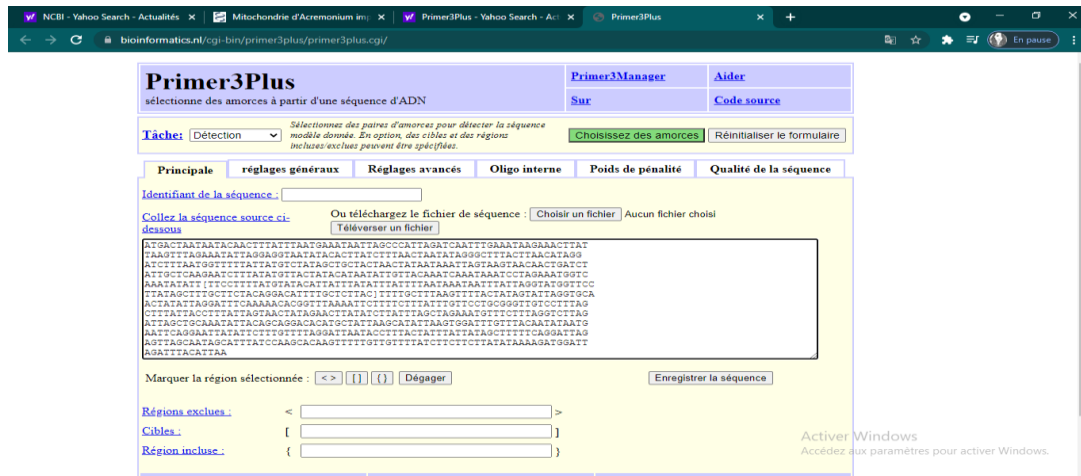 NCBI - Yahoo Search - Actualités
Mitochondrie d'Acremonium imp
Primer3Plus - Yahoo Search - Act
Primer3Plus
bioinformatics.nl/cgi-bin/primer3plus/primer3plus.cgi/
En pause
Primer3Plus
sélectionne des amorces à partir d'une séquence d'ADN
Primer3Manager
Aider
Sur
Code source
Tâche: Détection
Sélectionnez des paires d'amorces pour détecter la séquence
modèle donnée. En option, des cibles et des régions
incluses/exclues peuvent être spécifiées.
Choisissez des amorces
Réinitialiser le formulaire
Principale
réglages généraux
Réglages avancés
Oligo interne
Poids de pénalité
Qualité de la séquence
Identifiant de la séquence :
Collez la séquence source ci-
dessous
Ou téléchargez le fichier de séquence : Choisir un fichier Aucun fichier choisi
Téléverser un fichier
ATGACTAATAATACAACTTTATTTAATGAAATAATTAGCCCATTAGATCAATTTGAAATAAGAAACTTAT
TAAGTTTAGAAATATTAGGAGGTAATATACACTTATCTTTAACTAATATAGGGCTTTACTTAACATAGG
ATCTTTAATGGTTTTTATTATGTCTATAGCTGCTACTAACTATAATAAATTAGTAAGTAACAACTGATCT
ATTGCTCAAGAATCTTTATATGTTACTATACATAATATTGTTACAAATCAAATAAATCCTAGAAATGGTC
AAATATATT[TTCCTTTTATGTATACATTATTTATATTTATTTTAATAAATAATTTATTAGGTATGGTTCC
TTATAGCTTTGCTTCTACAGGACATTTTGCTCTTAC]TTTTGCTTTAAGTTTTACTATAGTATTAGGTGCA
ACTATATTAGGATTTCAAAAACACGGTTTAAAATTCTTTTCTTTATTTGTTCCTGCGGGTTGTCCTTTAG
CTTTATTACCTTTATTAGTAACTATAGAACTTATATCTTATTTAGCTAGAAATGTTTCTTTAGGTCTTAG
ATTAGCTGCAAATATTACAGCAGGACACATGCTATTAAGCATATTAAGTGGATTTGTTTACAATATAATG
AATTCAGGAATTATATTCTTTGTTTTAGGATTAATACCTTTACTATTTATTATAGCTTTTTCAGGATTAG
AGTTAGCAATAGCATTTATCCAAGCACAAGTTTTTGTTGTTTTATCTTCTTCTTATATAAAAGATGGATT
AGATTTACATTAA
Marquer la région sélectionnée : < > [ ] { } Dégager
Enregistrer la séquence
Régions exclues : < >
Cibles : [ ]
Région incluse : { }
Activer Windows
Accédez aux paramètres pour activer Windows.